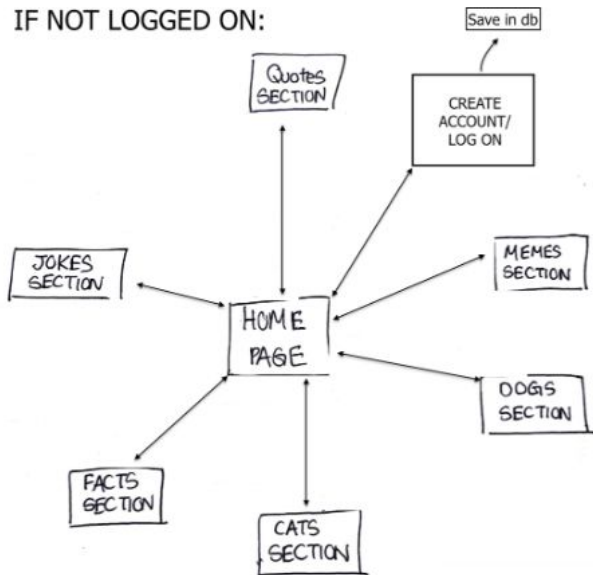 IF NOT LOGGED ON:
Save in db
Quotes
SECTION
CREATE
ACCOUNT/
LOG ON
JOKES
SECTION
MEMES
SECTION
HOME
PAGE
DOGS
SECTION
FACTS
SECTION
CATS
SECTION